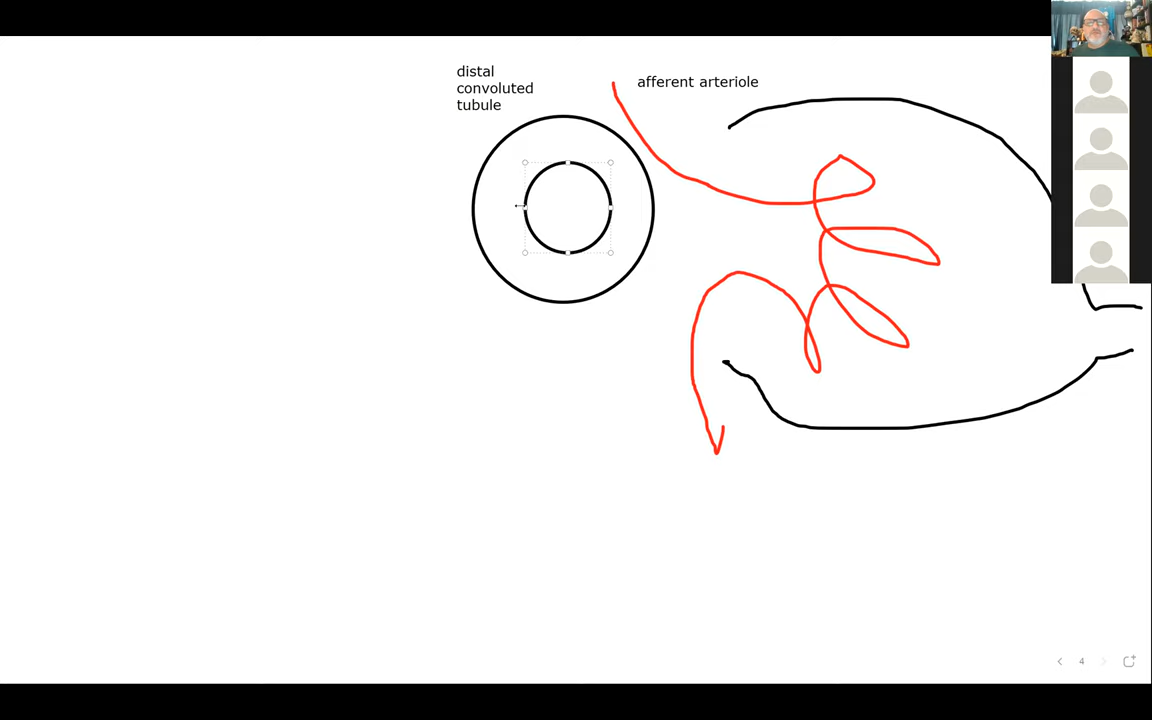 distal
convoluted
tubule
afferent arteriole
4